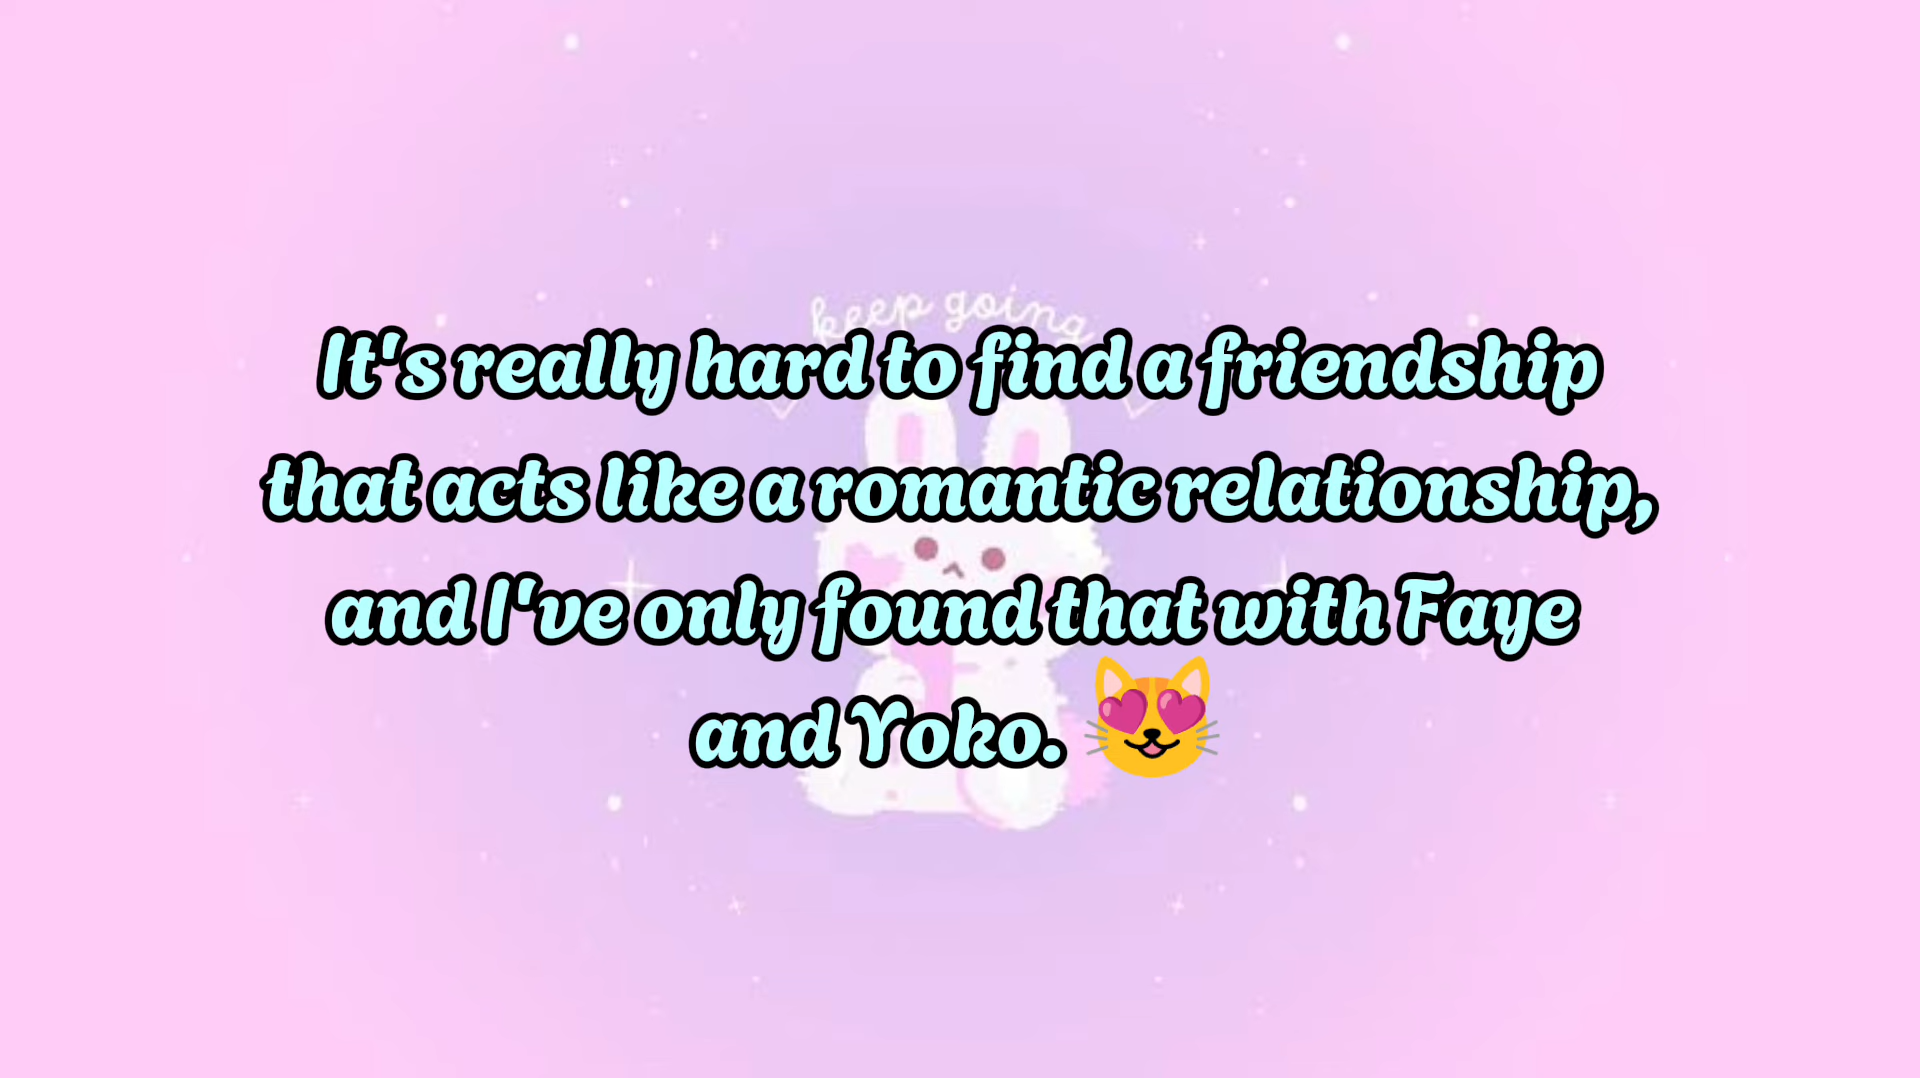 keep going
It's really hard to find a friendship
that acts like a romantic relationship,
and I've only found that with Faye
and Yoko. 😻